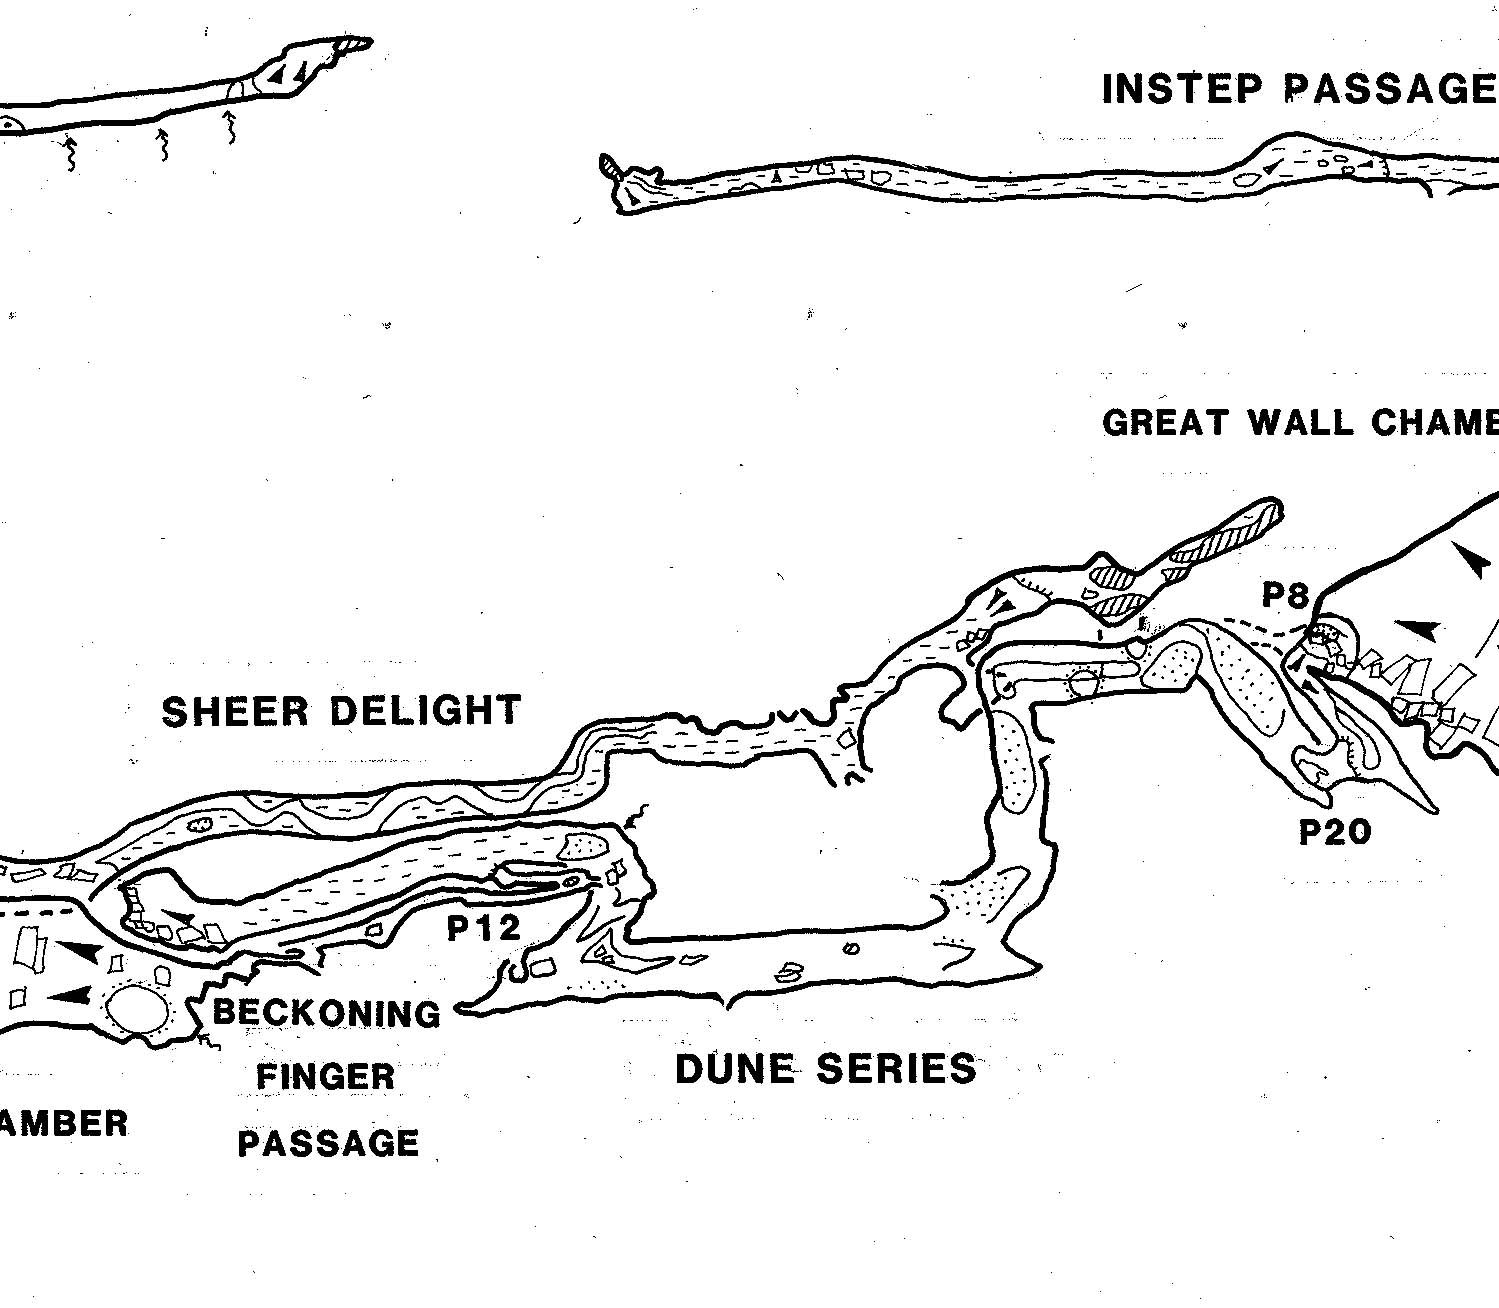 INSTEP PASSAGE
GREAT WALL CHAMB
P8
SHEER DELIGHT
P20
P12
BECKONING
FINGER
PASSAGE
DUNE SERIES
AMBER